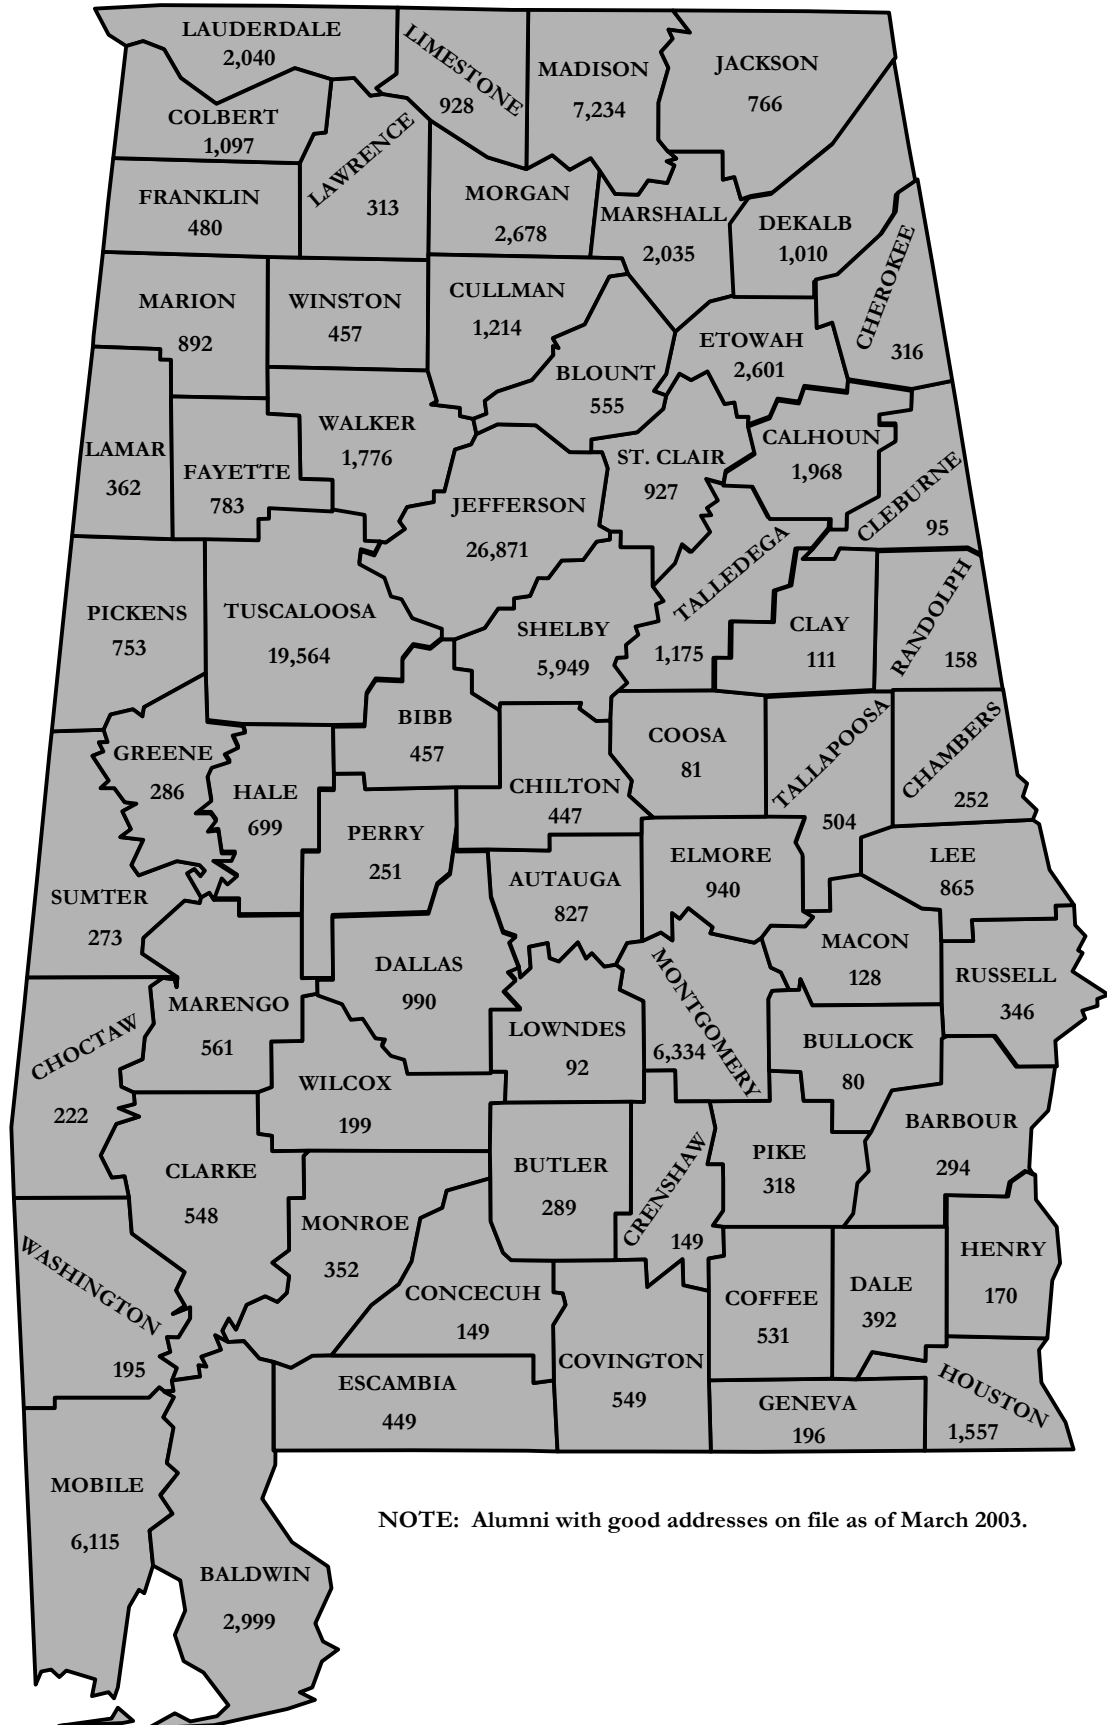 LAUDERDALE
2,040
LIMESTONE
928
MADISON
7,234
JACKSON
766
COLBERT
1,097
LAWRENCE
313
FRANKLIN
480
MORGAN
2,678
MARSHALL
2,035
DEKALB
1,010
CHEROKEE
316
MARION
892
WINSTON
457
CULLMAN
1,214
BLOUNT
555
ETOWAH
2,601
LAMAR
362
FAYETTE
783
WALKER
1,776
JEFFERSON
26,871
ST. CLAIR
927
CALHOUN
1,968
CLEBURNE
95
PICKENS
753
TUSCALOOSA
19,564
SHELBY
5,949
TALLEDEGA
1,175
CLAY
111
RANDOLPH
158
GREENE
286
HALE
699
BIBB
457
CHILTON
447
COOSA
81
TALLAPOOSA
504
CHAMBERS
252
SUMTER
273
PERRY
251
AUTAUGA
827
ELMORE
940
LEE
865
MACON
128
RUSSELL
346
CHOCTAW
222
MARENGO
561
DALLAS
990
LOWNDES
92
MONTGOMERY
6,334
BULLOCK
80
BARBOUR
294
WILCOX
199
CLARKE
548
MONROE
352
BUTLER
289
CRENSHAW
149
PIKE
318
WASHINGTON
195
CONCECUH
149
COVINGTON
549
COFFEE
531
DALE
392
HENRY
170
ESCAMBIA
449
GENEVA
196
HOUSTON
1,557
MOBILE
6,115
BALDWIN
2,999
NOTE: Alumni with good addresses on file as of March 2003.